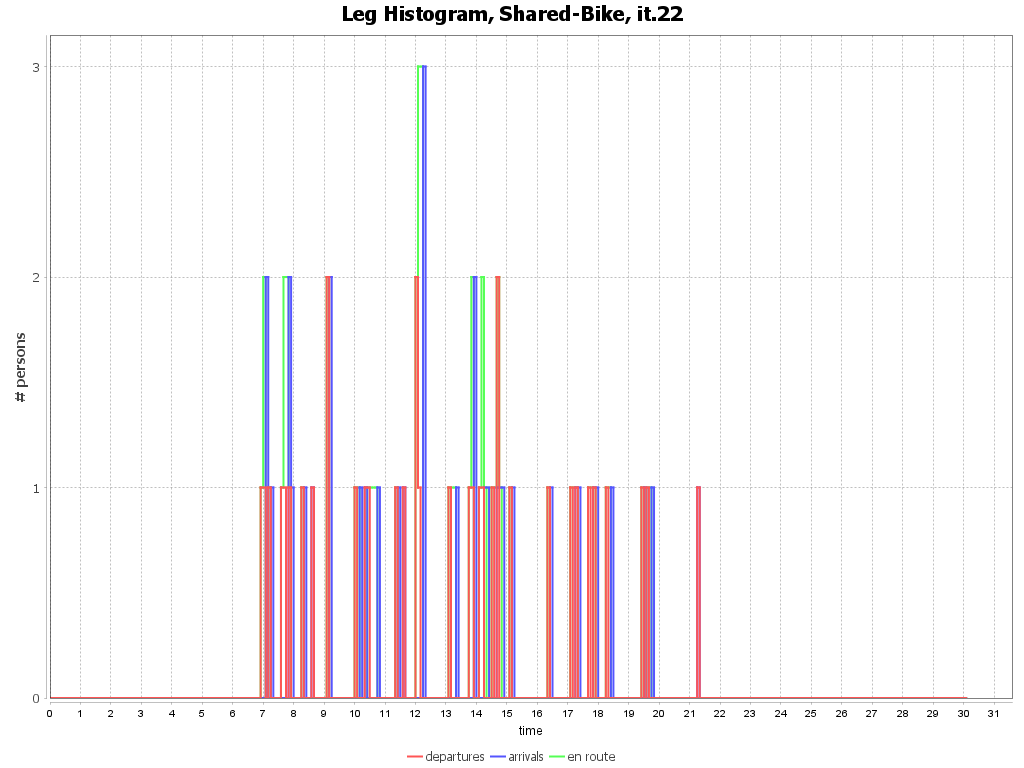 Leg Histogram, Shared-Bike, it.22
# persons
3
2
1
0
0 1 2 3 4 5 6 7 8 9 10 11 12 13 14 15 16 17 18 19 20 21 22 23 24 25 26 27 28 29 30 31
time
departures arrivals en route